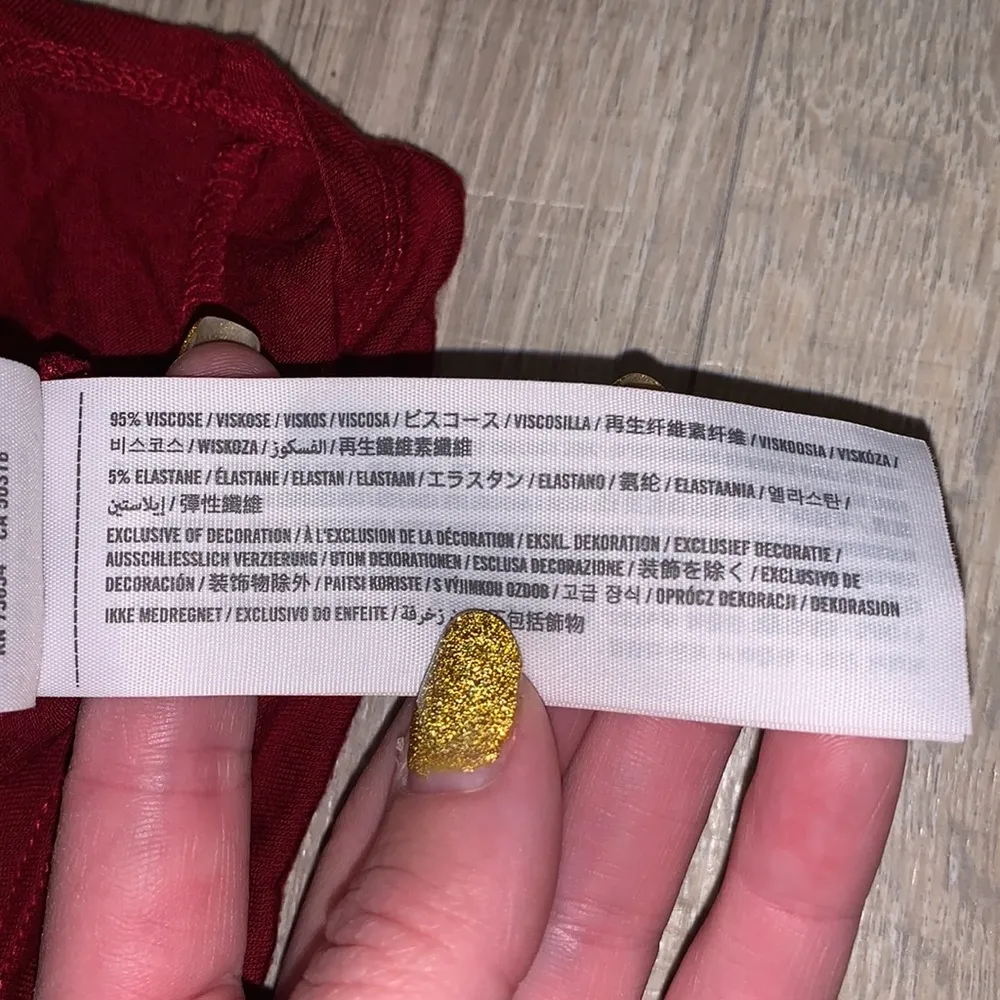 95% VISCOSE / VISKOSE / VISKOS / VISCOSA / ビスコース / VISCOSILLA / 再生纤维素纤维 / VISKOOSIA / VISKÓZA /
비스코스 / WISKOZA / الفسكوز / 再生纖維素纖維
5% ELASTANE / ÉLASTANE / ELASTAN / ELASTAAN / エラスタン / ELASTANO / 氨纶 / ELASTAANIA / 엘라스탄 /
إيلاستين / 彈性纖維
EXCLUSIVE OF DECORATION / À L'EXCLUSION DE LA DÉCORATION / EKSKL. DEKORATION / EXCLUSIEF DECORATIE /
AUSSCHLIESSLICH VERZIERUNG / UTOM DEKORATIONEN / ESCLUSA DECORAZIONE / 装飾を除く / EXCLUSIVO DE
DECORACIÓN / 装饰物除外 / PAITSI KORISTE / S VÝJIMKOU OZDOB / 고급 장식 / OPRÓCZ DEKORACJI / DEKORASJON
IKKE MEDREGNET / EXCLUSIVO DO ENFEITE / زخرفة 包括飾物